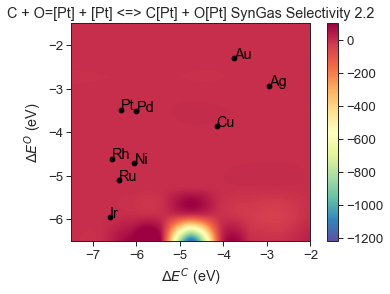 C + O=[Pt] + [Pt] <=> C[Pt] + O[Pt] SynGas Selectivity 2.2
−2
−3
−4
−5
−6
−7
−6
−5
−4
−3
−2
ΔE^O (eV)
ΔE^C (eV)
Au
Ag
Pt
Pd
Cu
Rh
Ni
Ru
Ir
0
−200
−400
−600
−800
−1000
−1200